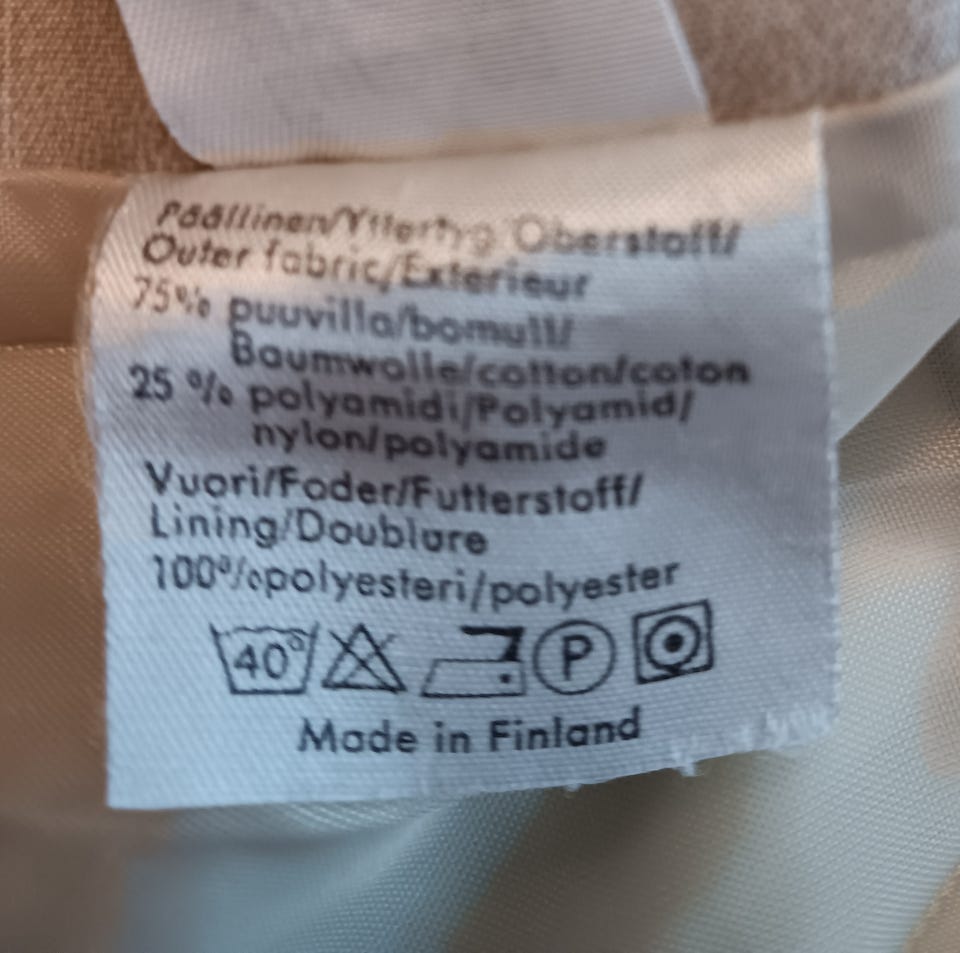 Päällinen/Yttertyg/Oberstoff/
Outer fabric/Exterieur
75% puuvilla/bomull/
Baumwolle/cotton/coton
25 % polyamidi/Polyamid/
nylon/polyamide
Vuori/Foder/Futterstoff/
Lining/Doublure
100%polyesteri/polyester
40° P
Made in Finland